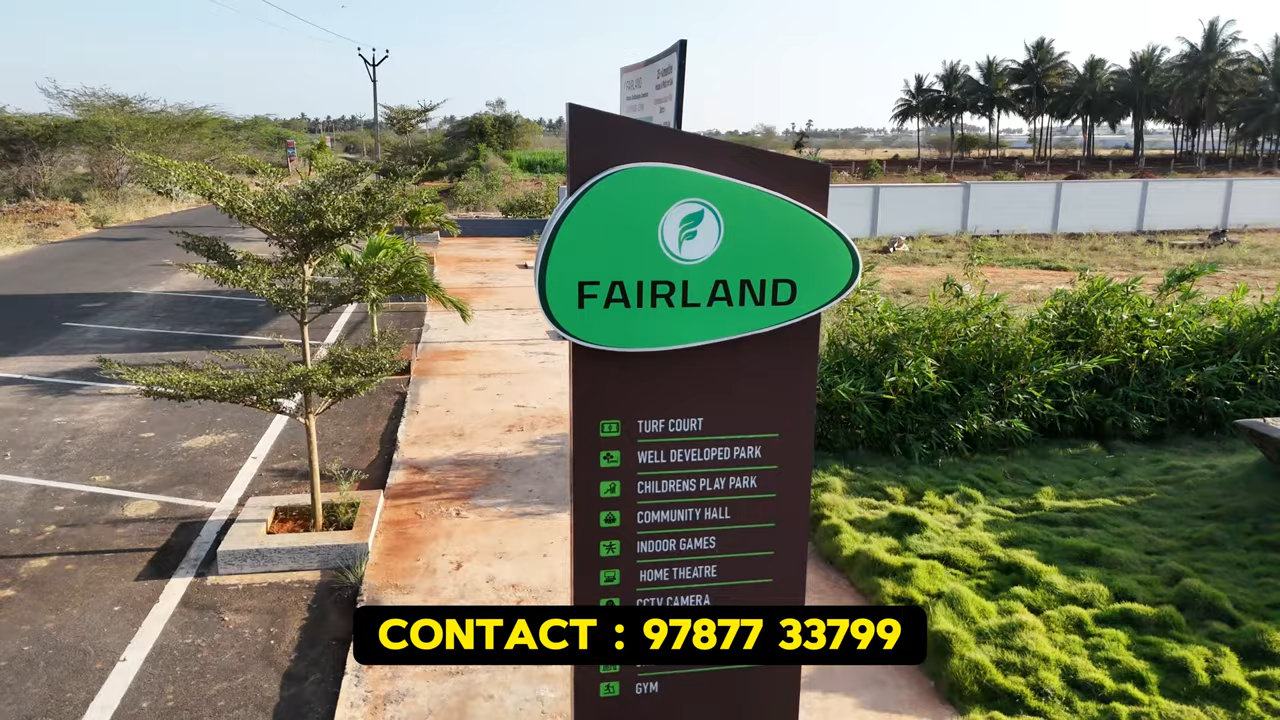 FAIRLAND
FAIRLAND
TURF COURT
WELL DEVELOPED PARK
CHILDRENS PLAY PARK
COMMUNITY HALL
INDOOR GAMES
HOME THEATRE
CCTV CAMERA
CONTACT : 97877 33799
GYM